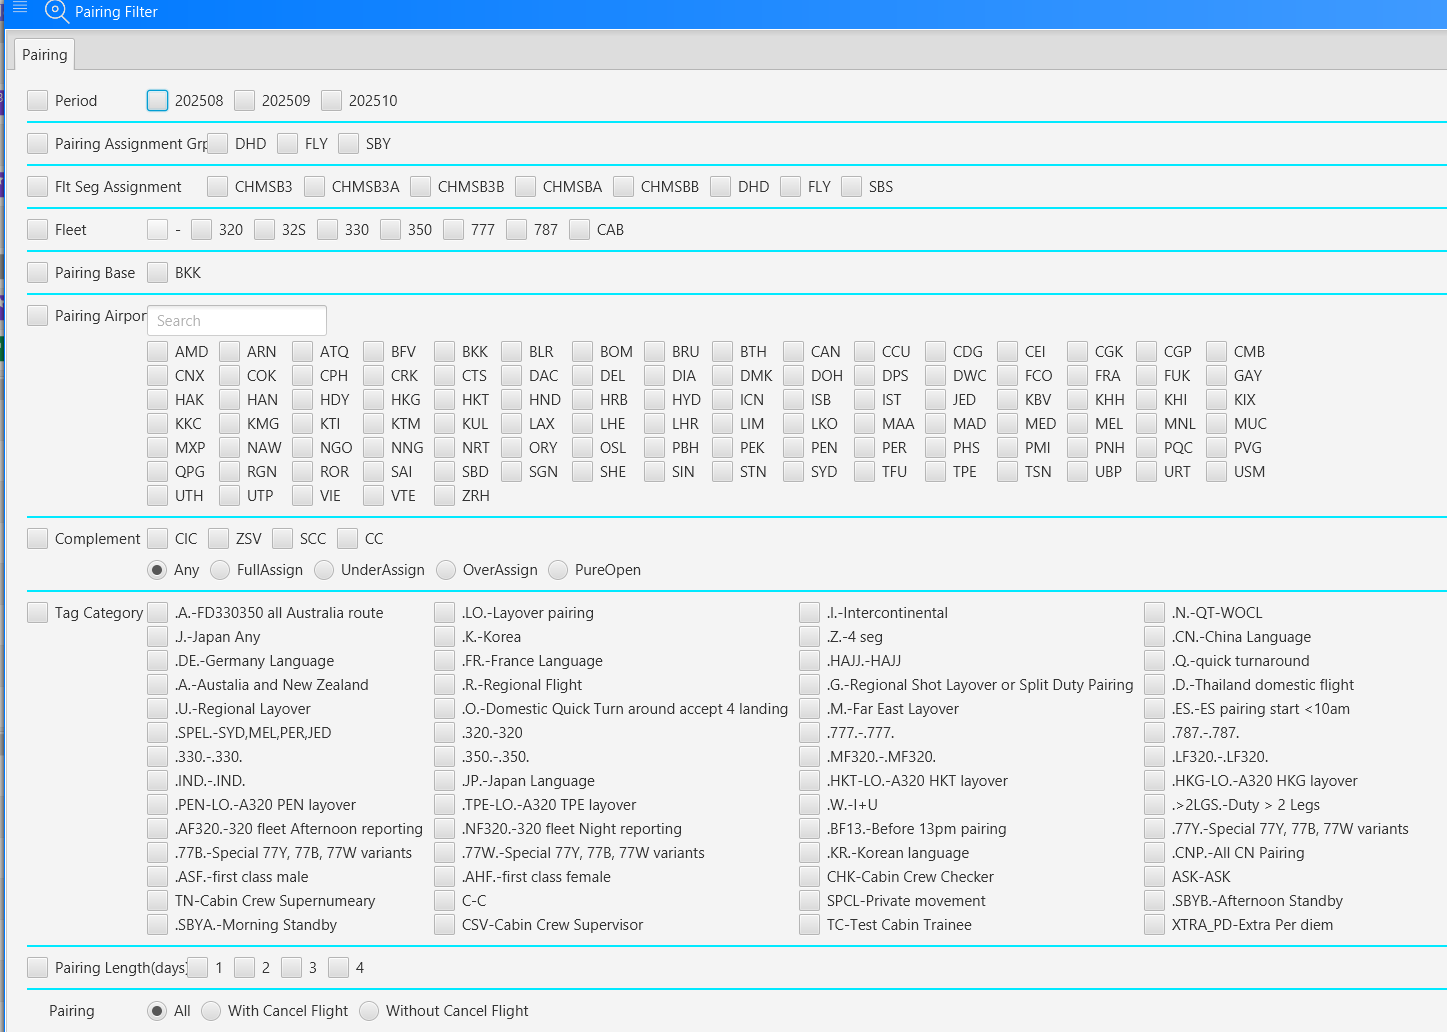 Pairing Filter
Pairing
Period 202508 202509 202510
Pairing Assignment Grp DHD FLY SBY
Flt Seg Assignment CHMSB3 CHMSB3A CHMSB3B CHMSBA CHMSBB DHD FLY SBS
Fleet - 320 32S 330 350 777 787 CAB
Pairing Base BKK
Pairing Airpor Search
AMD ARN ATQ BFV BKK BLR BOM BRU BTH CAN CCU CDG CEI CGK CGP CMB
CNX COK CPH CRK CTS DAC DEL DIA DMK DOH DPS DWC FCO FRA FUK GAY
HAK HAN HDY HKG HKT HND HRB HYD ICN ISB IST JED KBV KHH KHI KIX
KKC KMG KTI KTM KUL LAX LHE LHR LIM LKO MAA MAD MED MEL MNL MUC
MXP NAW NGO NNG NRT ORY OSL PBH PEK PEN PER PHS PMI PNH PQC PVG
QPG RGN ROR SAI SBD SGN SHE SIN STN SYD TFU TPE TSN UBP URT USM
UTH UTP VIE VTE ZRH
Complement CIC ZSV SCC CC
Any FullAssign UnderAssign OverAssign PureOpen
Tag Category .A.-FD330350 all Australia route .LO.-Layover pairing .I.-Intercontinental .N.-QT-WOCL
.J.-Japan Any .K.-Korea .Z.-4 seg .CN.-China Language
.DE.-Germany Language .FR.-France Language .HAJJ.-HAJJ .Q.-quick turnaround
.A.-Austalia and New Zealand .R.-Regional Flight .G.-Regional Shot Layover or Split Duty Pairing .D.-Thailand domestic flight
.U.-Regional Layover .O.-Domestic Quick Turn around accept 4 landing .M.-Far East Layover .ES.-ES pairing start <10am
.SPEL.-SYD,MEL,PER,JED .320.-320 .777.-.777. .787.-.787.
.330.-.330. .350.-.350. .MF320.-.MF320. .LF320.-.LF320.
.IND.-.IND. .JP.-Japan Language .HKT-LO.-A320 HKT layover .HKG-LO.-A320 HKG layover
.PEN-LO.-A320 PEN layover .TPE-LO.-A320 TPE layover .W.-I+U .>2LGS.-Duty > 2 Legs
.AF320.-320 fleet Afternoon reporting .NF320.-320 fleet Night reporting .BF13.-Before 13pm pairing .77Y.-Special 77Y, 77B, 77W variants
.77B.-Special 77Y, 77B, 77W variants .77W.-Special 77Y, 77B, 77W variants .KR.-Korean language .CNP.-All CN Pairing
.ASF.-first class male .AHF.-first class female CHK-Cabin Crew Checker ASK-ASK
TN-Cabin Crew Supernumeary C-C SPCL-Private movement .SBYB.-Afternoon Standby
.SBYA.-Morning Standby CSV-Cabin Crew Supervisor TC-Test Cabin Trainee XTRA_PD-Extra Per diem
Pairing Length(days) 1 2 3 4
Pairing All With Cancel Flight Without Cancel Flight